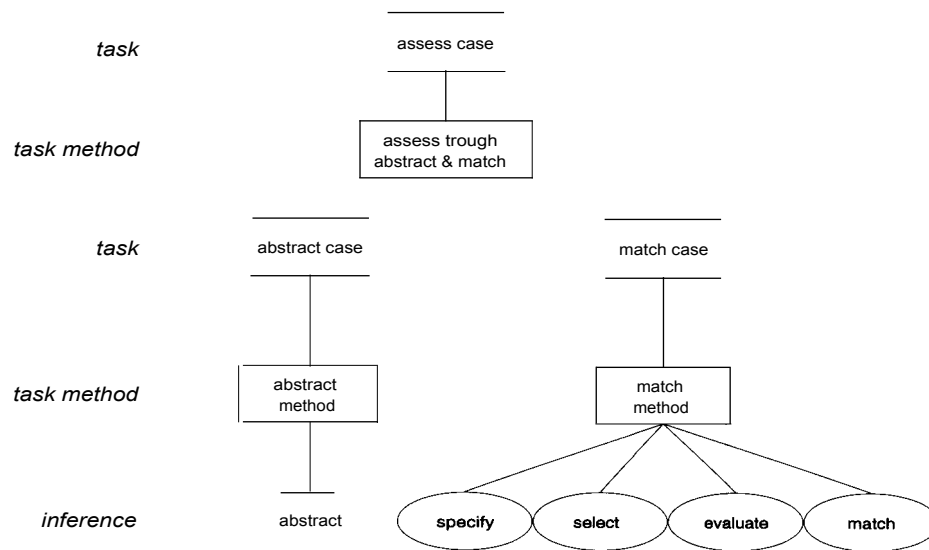 task
assess case
task method
assess trough
abstract & match
task
abstract case
match case
task method
abstract
method
match
method
inference
abstract
specify
select
evaluate
match